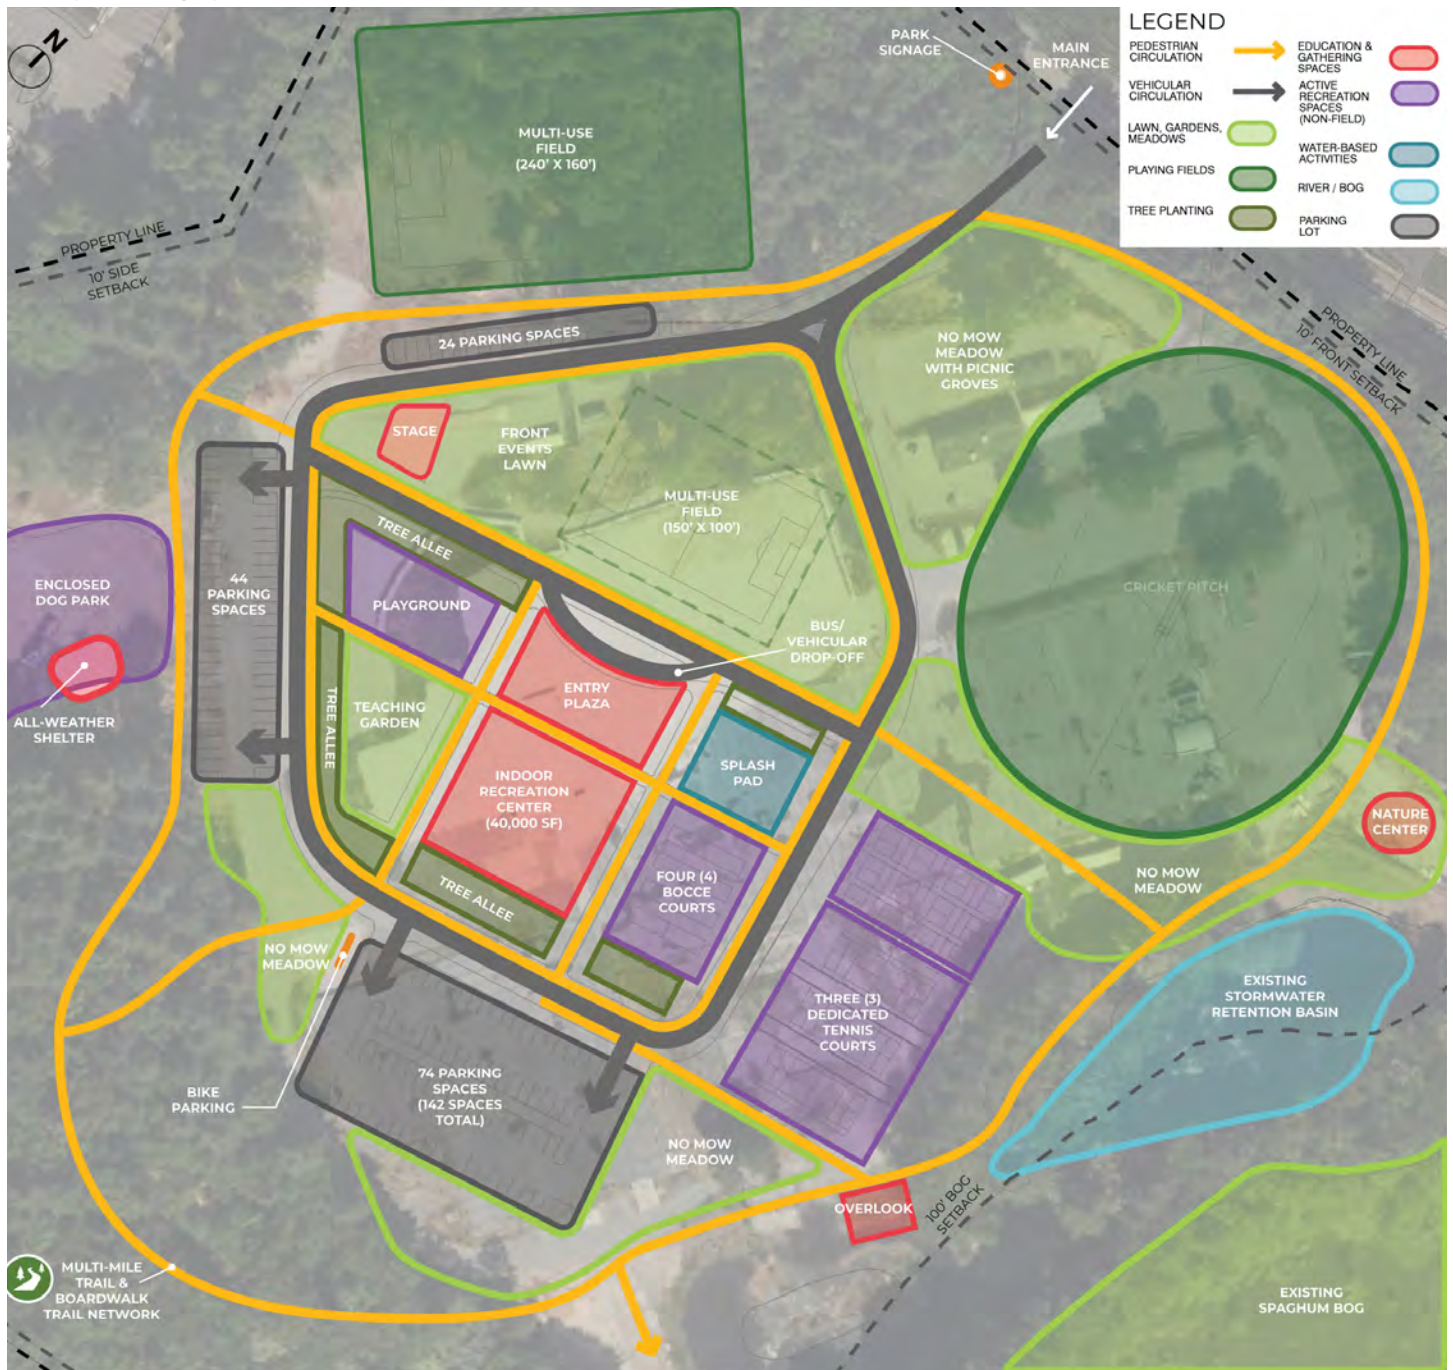 N
PARK
SIGNAGE
MAIN
ENTRANCE
LEGEND
PEDESTRIAN
CIRCULATION
VEHICULAR
CIRCULATION
LAWN, GARDENS,
MEADOWS
PLAYING FIELDS
TREE PLANTING
EDUCATION &
GATHERING
SPACES
ACTIVE
RECREATION
SPACES
(NON-FIELD)
WATER-BASED
ACTIVITIES
RIVER / BOG
PARKING
LOT
MULTI-USE
FIELD
(240' X 160')
PROPERTY LINE
10' SIDE
SETBACK
24 PARKING SPACES
NO MOW
MEADOW
WITH PICNIC
GROVES
PROPERTY LINE
10' FRONT SETBACK
STAGE
FRONT
EVENTS
LAWN
MULTI-USE
FIELD
(150' X 100')
TREE ALLEE
44
PARKING
SPACES
ENCLOSED
DOG PARK
PLAYGROUND
CRICKET PITCH
BUS/
VEHICULAR
DROP-OFF
ENTRY
PLAZA
TREE ALLEE
TEACHING
GARDEN
ALL-WEATHER
SHELTER
SPLASH
PAD
INDOOR
RECREATION
CENTER
(40,000 SF)
NATURE
CENTER
TREE ALLEE
FOUR (4)
BOCCE
COURTS
NO MOW
MEADOW
NO MOW
MEADOW
EXISTING
STORMWATER
RETENTION BASIN
THREE (3)
DEDICATED
TENNIS
COURTS
BIKE
PARKING
74 PARKING
SPACES
(142 SPACES
TOTAL)
NO MOW
MEADOW
OVERLOOK
100' BOG
SETBACK
MULTI-MILE
TRAIL &
BOARDWALK
TRAIL NETWORK
EXISTING
SPAGHUM BOG